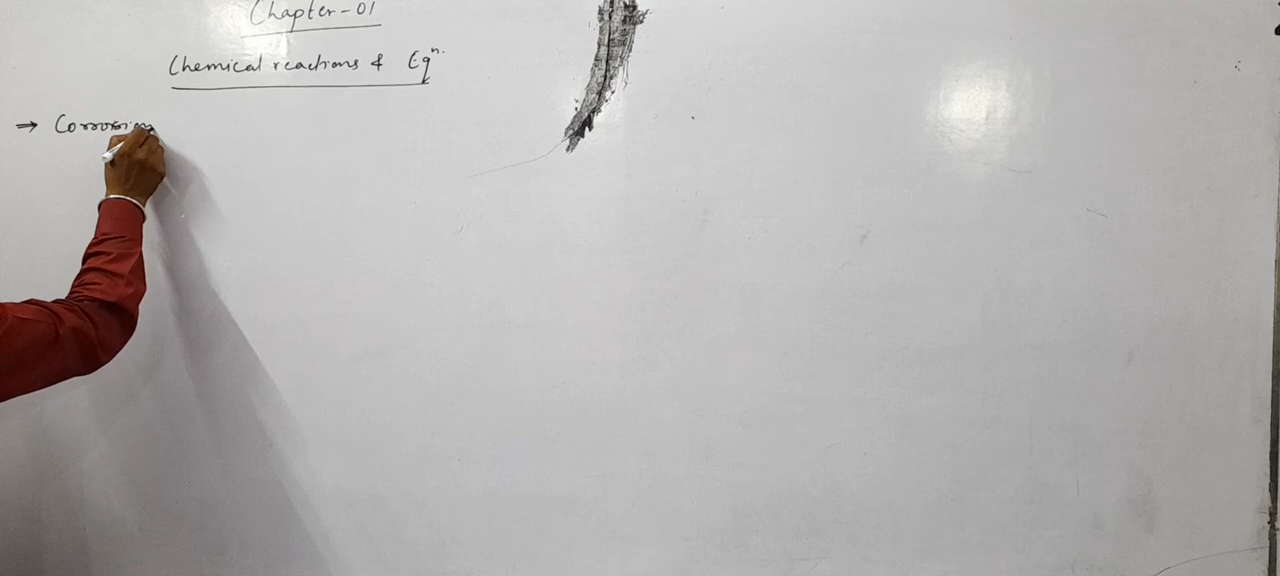 Chapter-01
Chemical reactions & Eqⁿ.
⇒ Corrosion